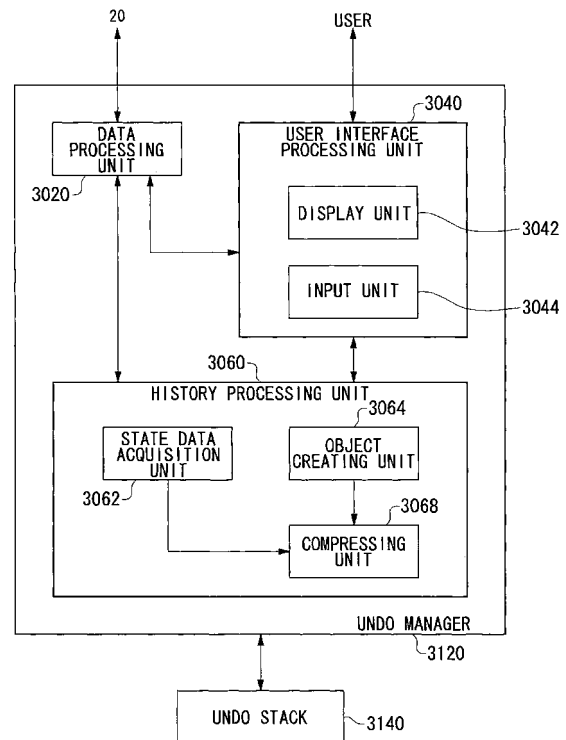 20
USER
DATA
PROCESSING
UNIT
3020
3040
USER INTERFACE
PROCESSING UNIT
DISPLAY UNIT
3042
INPUT UNIT
3044
3060
HISTORY PROCESSING UNIT
STATE DATA
ACQUISITION
UNIT
3062
3064
OBJECT
CREATING UNIT
3068
COMPRESSING
UNIT
UNDO MANAGER
3120
UNDO STACK
3140